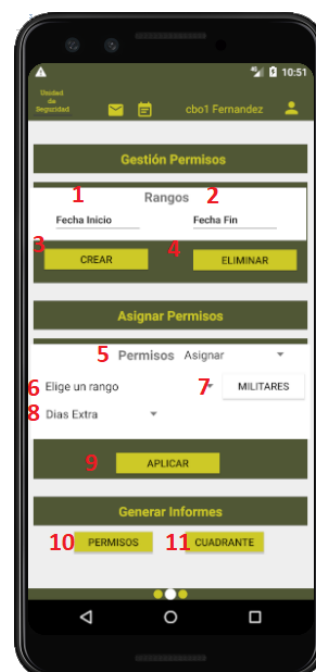 10:51
Unidad
de
Seguridad
cbo1 Fernandez
Gestión Permisos
1 Rangos 2
Fecha Inicio Fecha Fin
3 CREAR 4 ELIMINAR
Asignar Permisos
5 Permisos Asignar
6 Elige un rango 7 MILITARES
8 Dias Extra
9 APLICAR
Generar Informes
10 PERMISOS 11 CUADRANTE